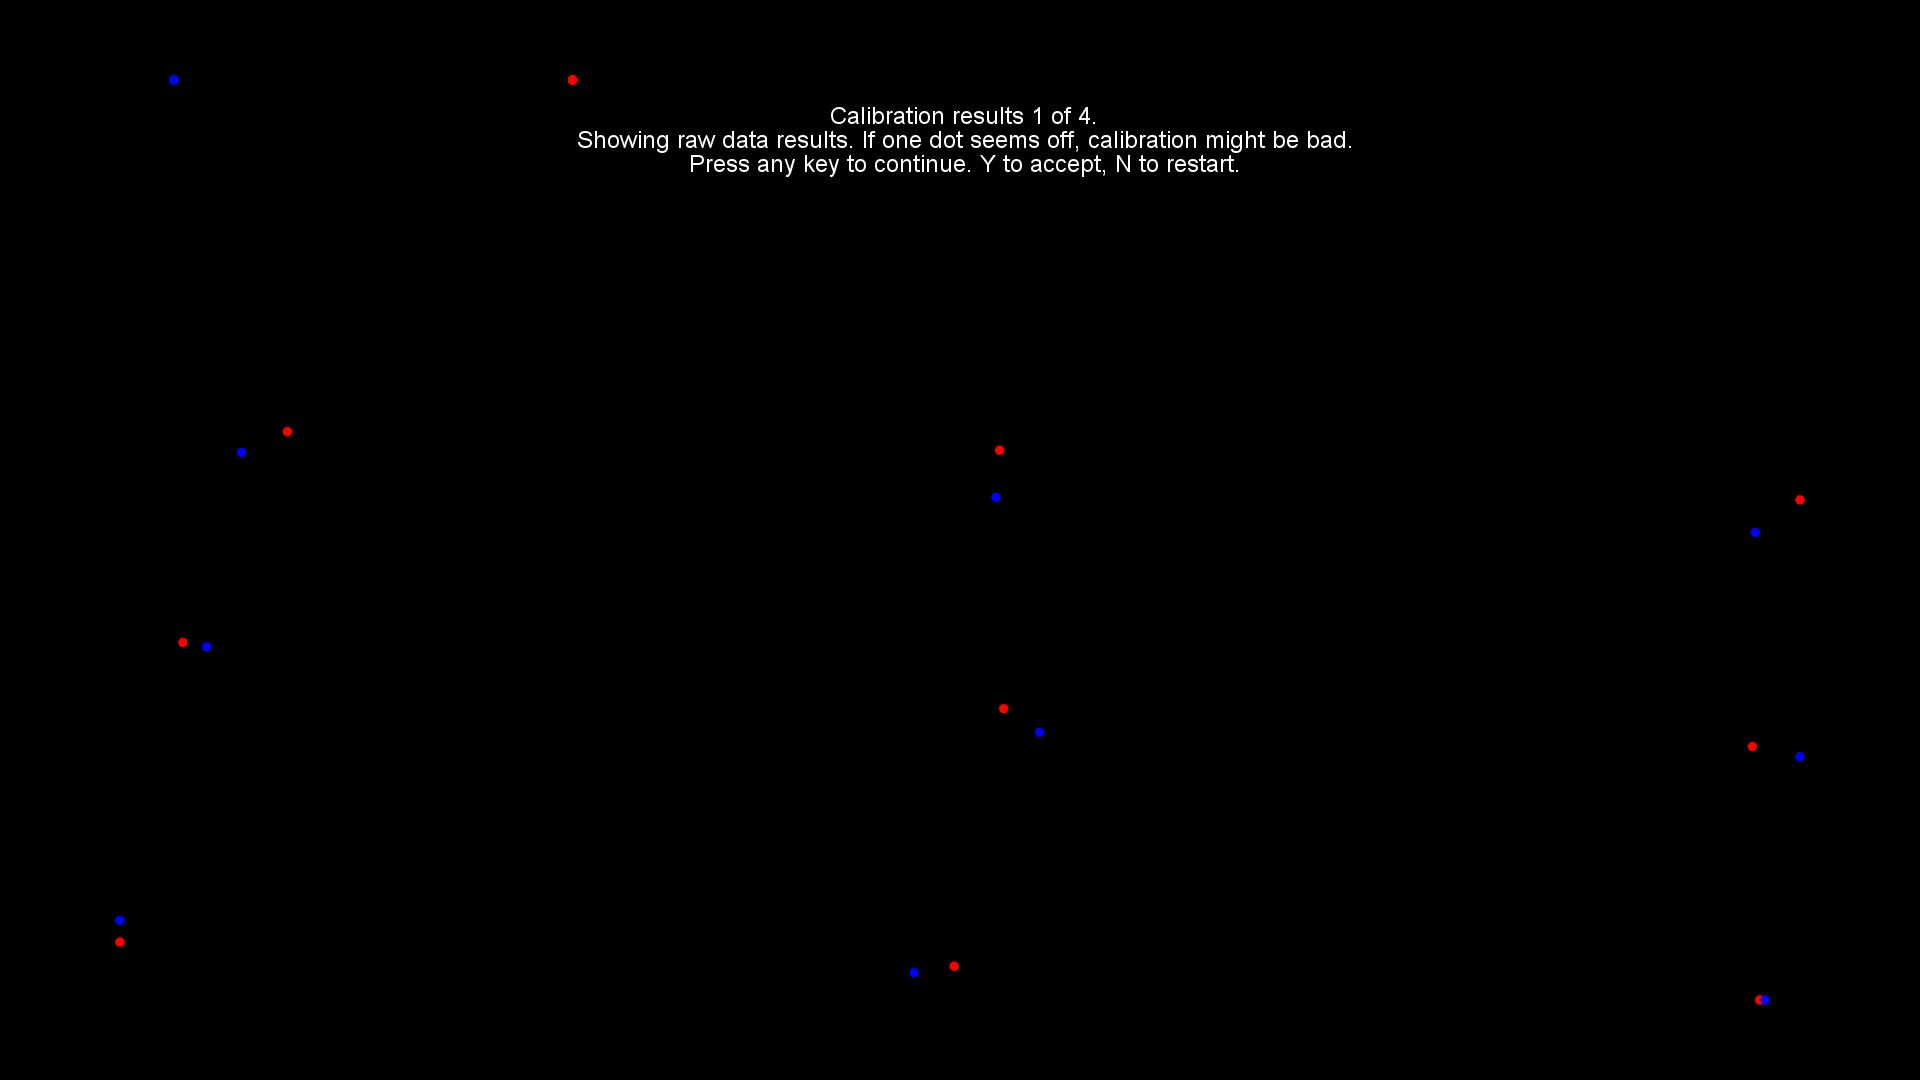 Calibration results 1 of 4.
Showing raw data results. If one dot seems off, calibration might be bad.
Press any key to continue. Y to accept, N to restart.